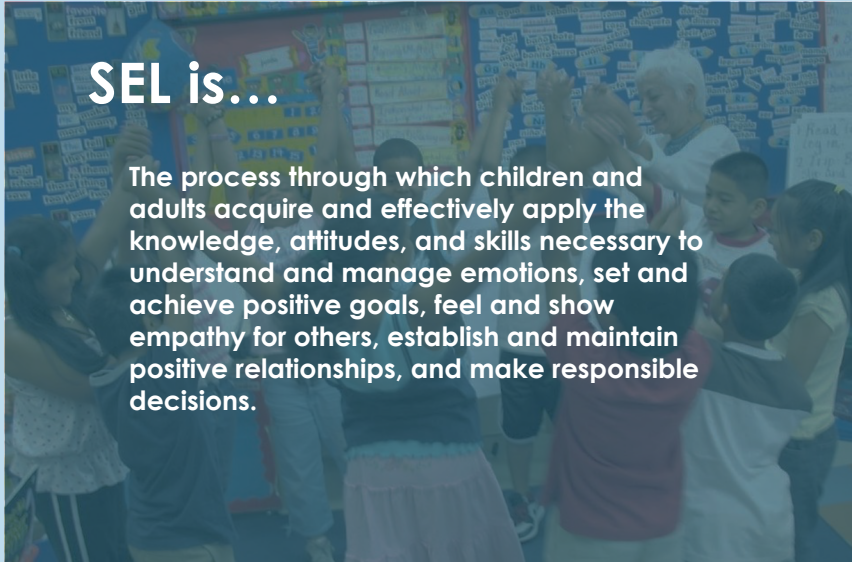 SEL is…
The process through which children and
adults acquire and effectively apply the
knowledge, attitudes, and skills necessary to
understand and manage emotions, set and
achieve positive goals, feel and show
empathy for others, establish and maintain
positive relationships, and make responsible
decisions.